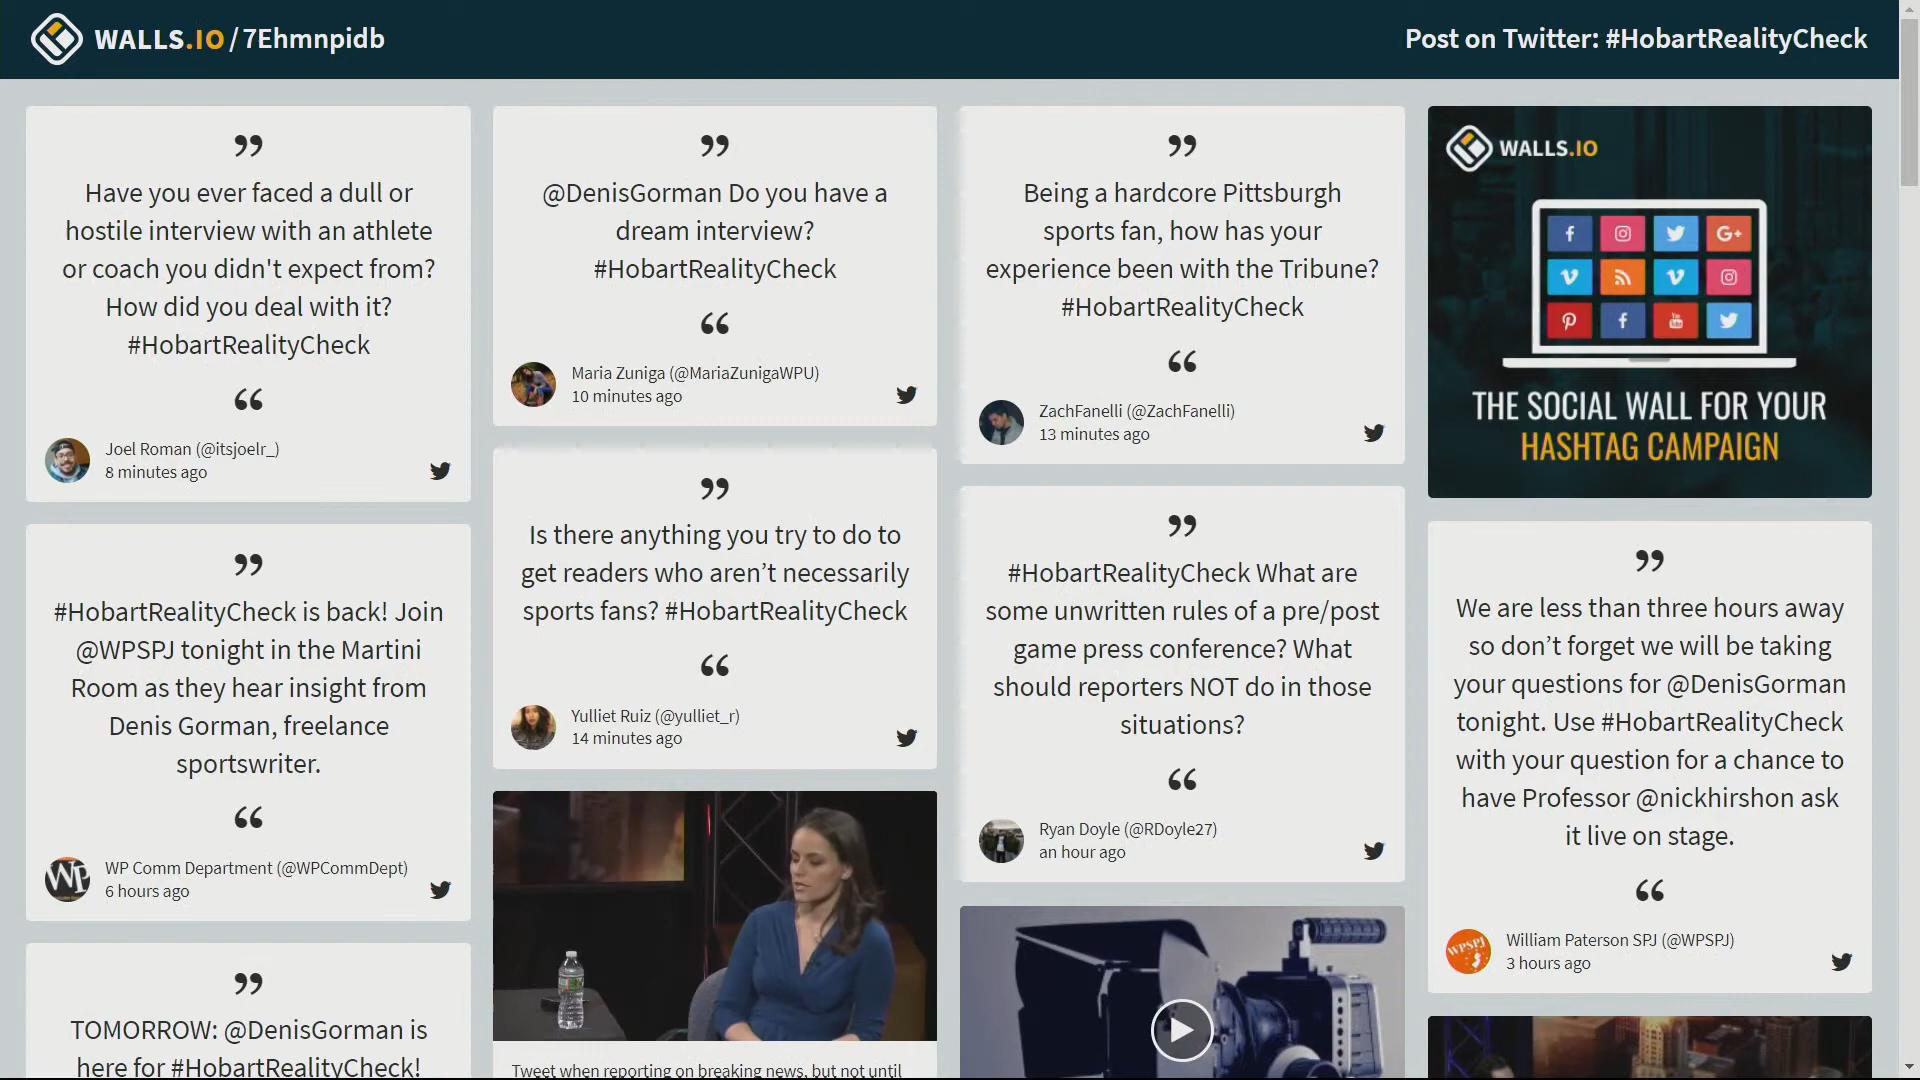 WALLS.IO / 7Ehmnpidb
Post on Twitter: #HobartRealityCheck
”
Have you ever faced a dull or
hostile interview with an athlete
or coach you didn't expect from?
How did you deal with it?
#HobartRealityCheck
“
Joel Roman (@itsjoelr_)
8 minutes ago
”
#HobartRealityCheck is back! Join
@WPSPJ tonight in the Martini
Room as they hear insight from
Denis Gorman, freelance
sportswriter.
“
WP
WP Comm Department (@WPCommDept)
6 hours ago
”
TOMORROW: @DenisGorman is
here for #HobartRealityCheck!
”
@DenisGorman Do you have a
dream interview?
#HobartRealityCheck
“
Maria Zuniga (@MariaZunigaWPU)
10 minutes ago
”
Is there anything you try to do to
get readers who aren’t necessarily
sports fans? #HobartRealityCheck
“
Yulliet Ruiz (@yulliet_r)
14 minutes ago
Tweet when reporting on breaking news, but not until
”
Being a hardcore Pittsburgh
sports fan, how has your
experience been with the Tribune?
#HobartRealityCheck
“
ZachFanelli (@ZachFanelli)
13 minutes ago
”
#HobartRealityCheck What are
some unwritten rules of a pre/post
game press conference? What
should reporters NOT do in those
situations?
“
Ryan Doyle (@RDoyle27)
an hour ago
WALLS.IO
G+
You
Tube
THE SOCIAL WALL FOR YOUR
HASHTAG CAMPAIGN
”
We are less than three hours away
so don’t forget we will be taking
your questions for @DenisGorman
tonight. Use #HobartRealityCheck
with your question for a chance to
have Professor @nickhirshon ask
it live on stage.
“
WPSPJ
William Paterson SPJ (@WPSPJ)
3 hours ago